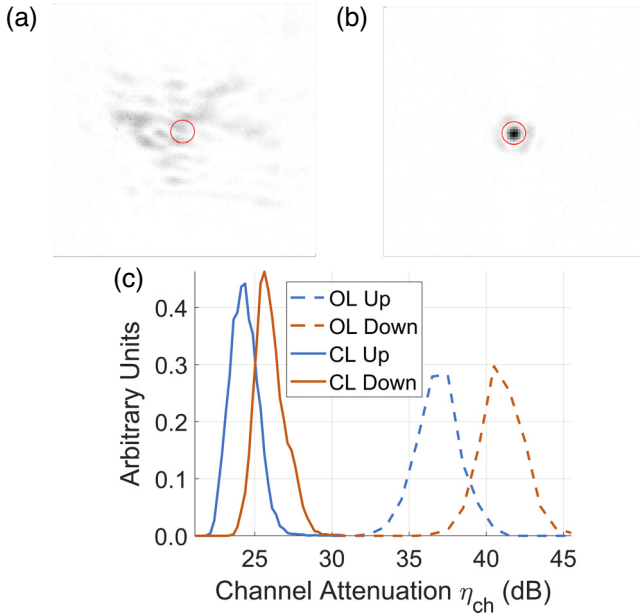 (a)
(b)
(c)
OL Up
OL Down
CL Up
CL Down
0.4
0.3
0.2
0.1
0.0
Arbitrary Units
25
30
35
40
45
Channel Attenuation η_ch (dB)